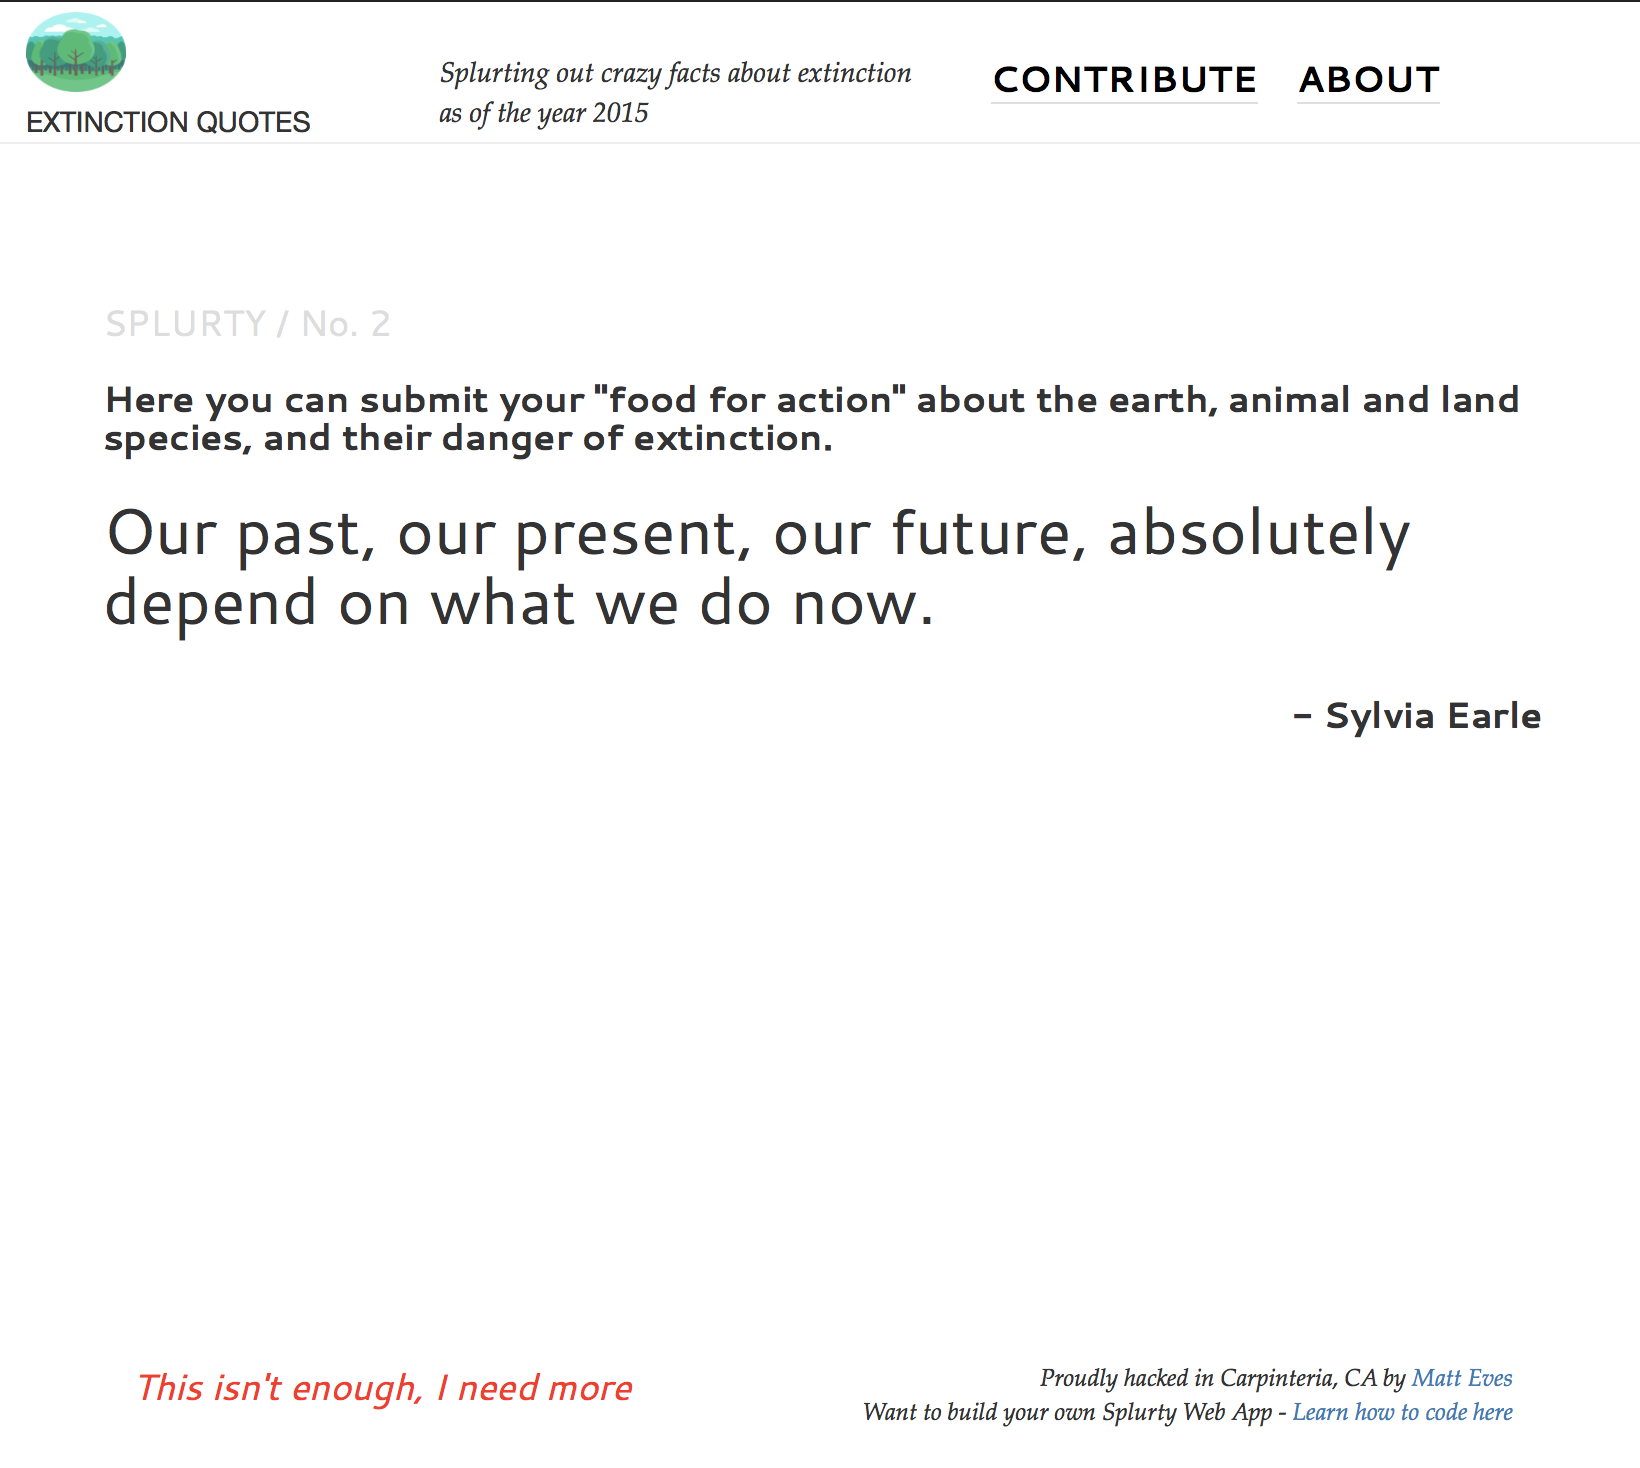 EXTINCTION QUOTES
Splurting out crazy facts about extinction
as of the year 2015
CONTRIBUTE ABOUT
SPLURTY / No. 2
Here you can submit your "food for action" about the earth, animal and land
species, and their danger of extinction.
Our past, our present, our future, absolutely
depend on what we do now.
- Sylvia Earle
This isn't enough, I need more
Proudly hacked in Carpinteria, CA by Matt Eves
Want to build your own Splurty Web App - Learn how to code here